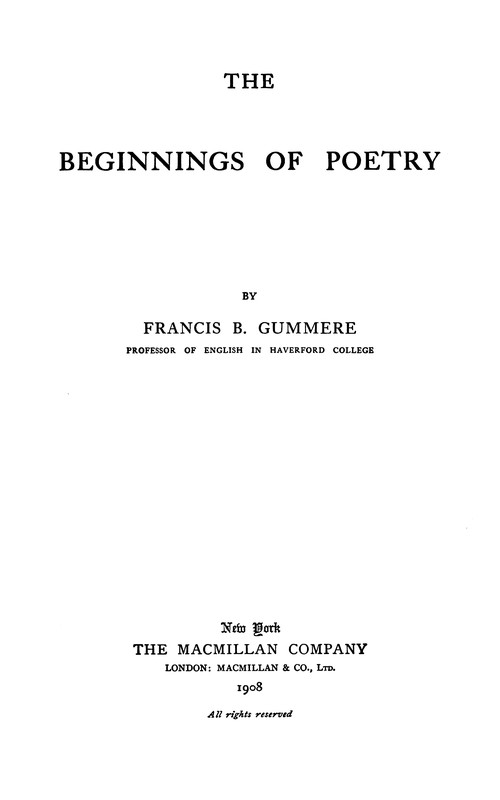 THE
BEGINNINGS OF POETRY
BY
FRANCIS B. GUMMERE
PROFESSOR OF ENGLISH IN HAVERFORD COLLEGE
New York
THE MACMILLAN COMPANY
LONDON: MACMILLAN & CO., LTD.
1908
All rights reserved